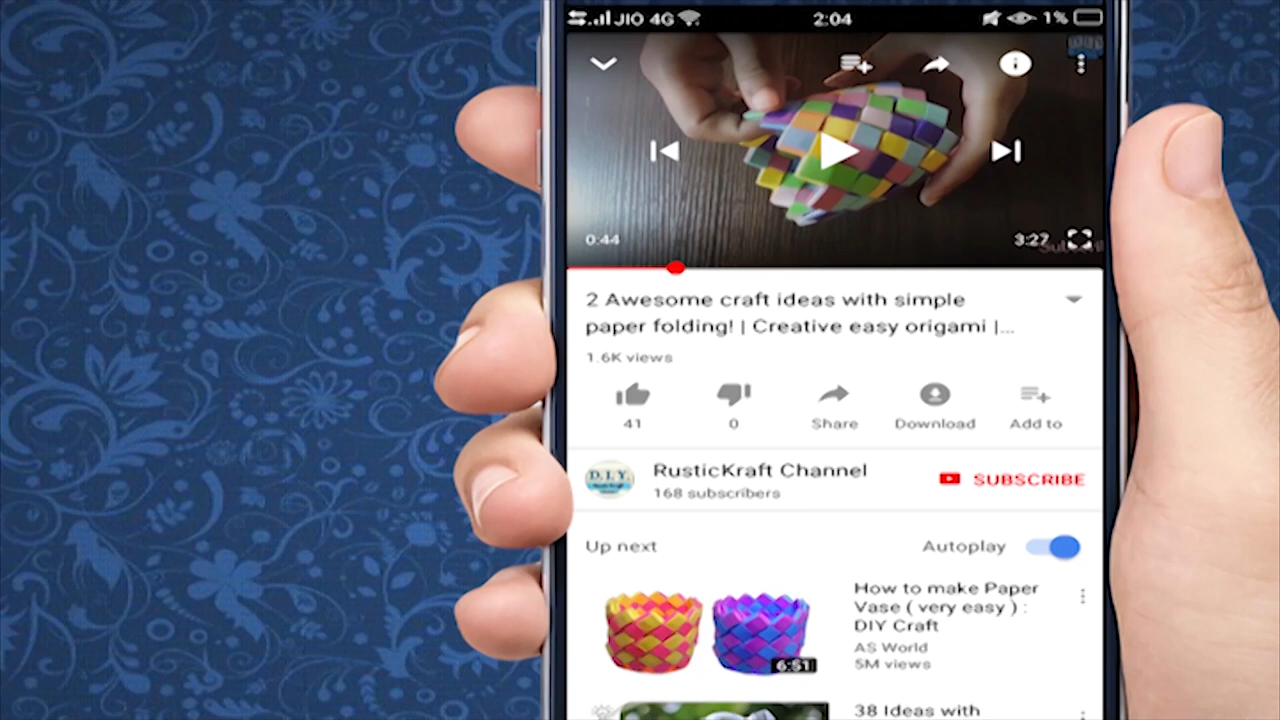 JIO 4G 2:04 1%
0:44 3:27
2 Awesome craft ideas with simple
paper folding! | Creative easy origami |...
1.6K views
41 0 Share Download Add to
D.I.Y.
RusticKraft Channel
168 subscribers
SUBSCRIBE
Up next Autoplay
How to make Paper
Vase ( very easy ) :
DIY Craft
AS World
5M views
6:51
38 Ideas with